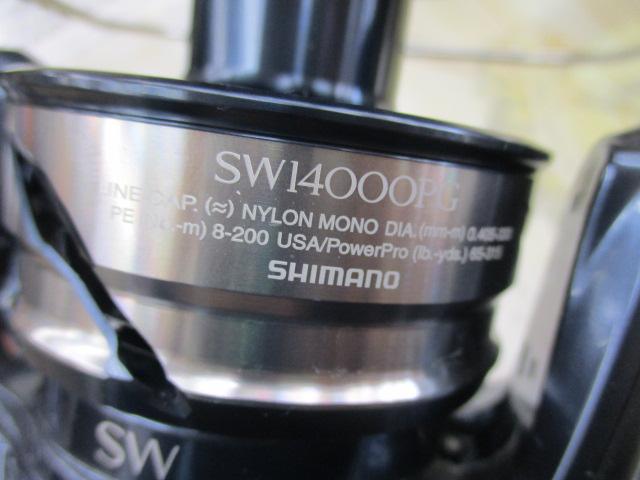 SW14000PG
LINE CAP. (≈) NYLON MONO DIA. (mm-m)
PE (No.-m) 8-200 USA/PowerPro (lb.-yds.)
SHIMANO
SW